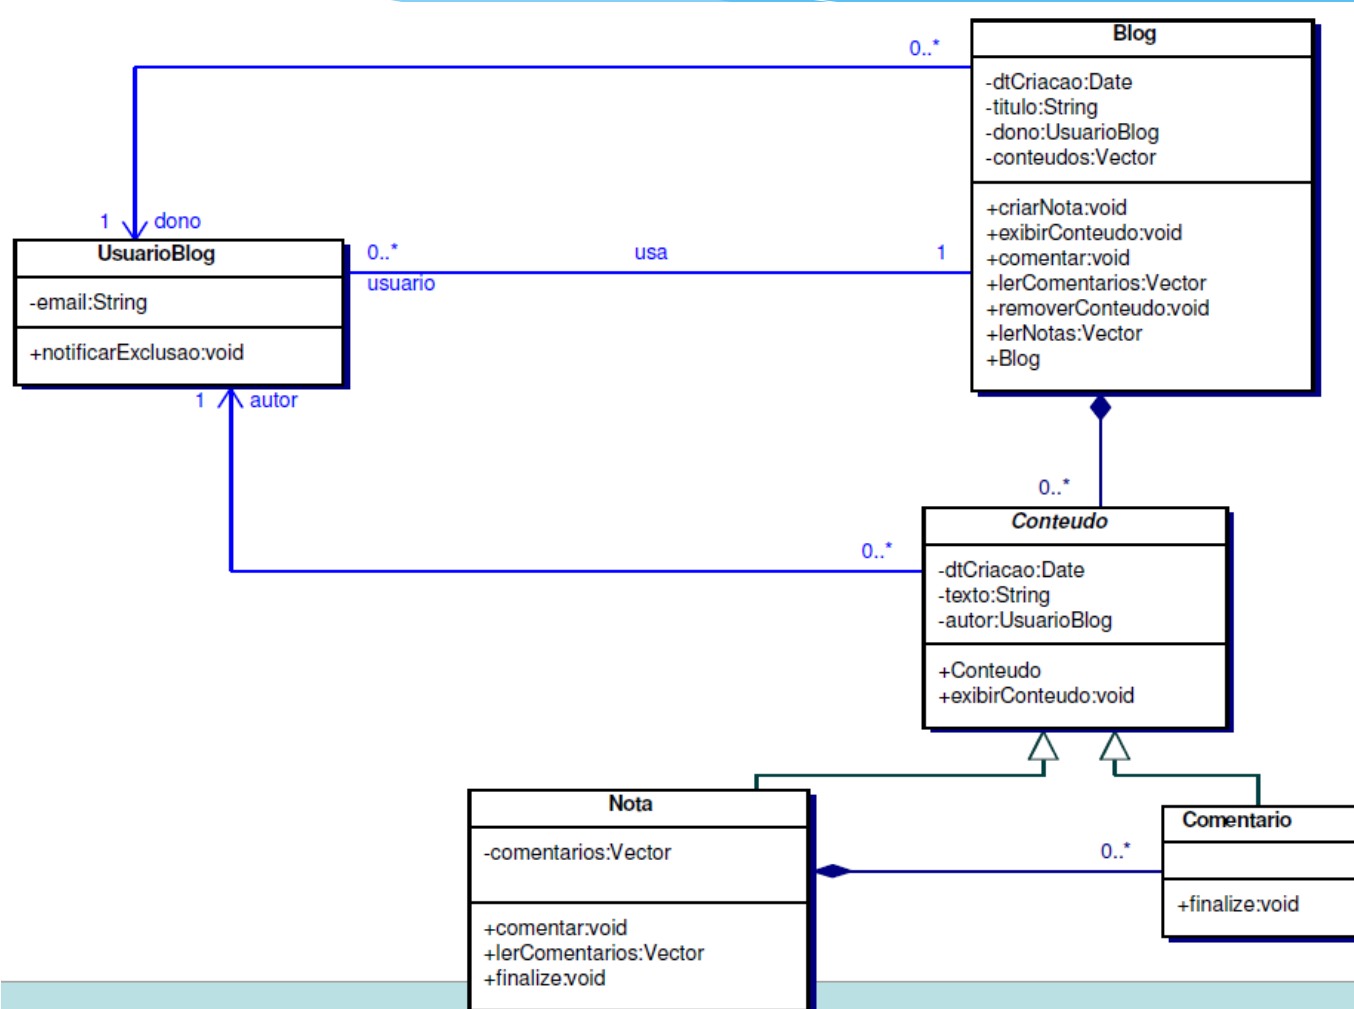 Blog
0..*
-dtCriacao:Date
-titulo:String
-dono:UsuarioBlog
-conteudos:Vector
+criarNota:void
+exibirConteudo:void
+comentar:void
+lerComentarios:Vector
+removerConteudo:void
+lerNotas:Vector
+Blog
1 dono
UsuarioBlog
-email:String
+notificarExclusao:void
0..* usa 1
usuario
1 autor
0..*
Conteudo
0..*
-dtCriacao:Date
-texto:String
-autor:UsuarioBlog
+Conteudo
+exibirConteudo:void
Nota
-comentarios:Vector
+comentar:void
+lerComentarios:Vector
+finalize:void
0..*
Comentario
+finalize:void